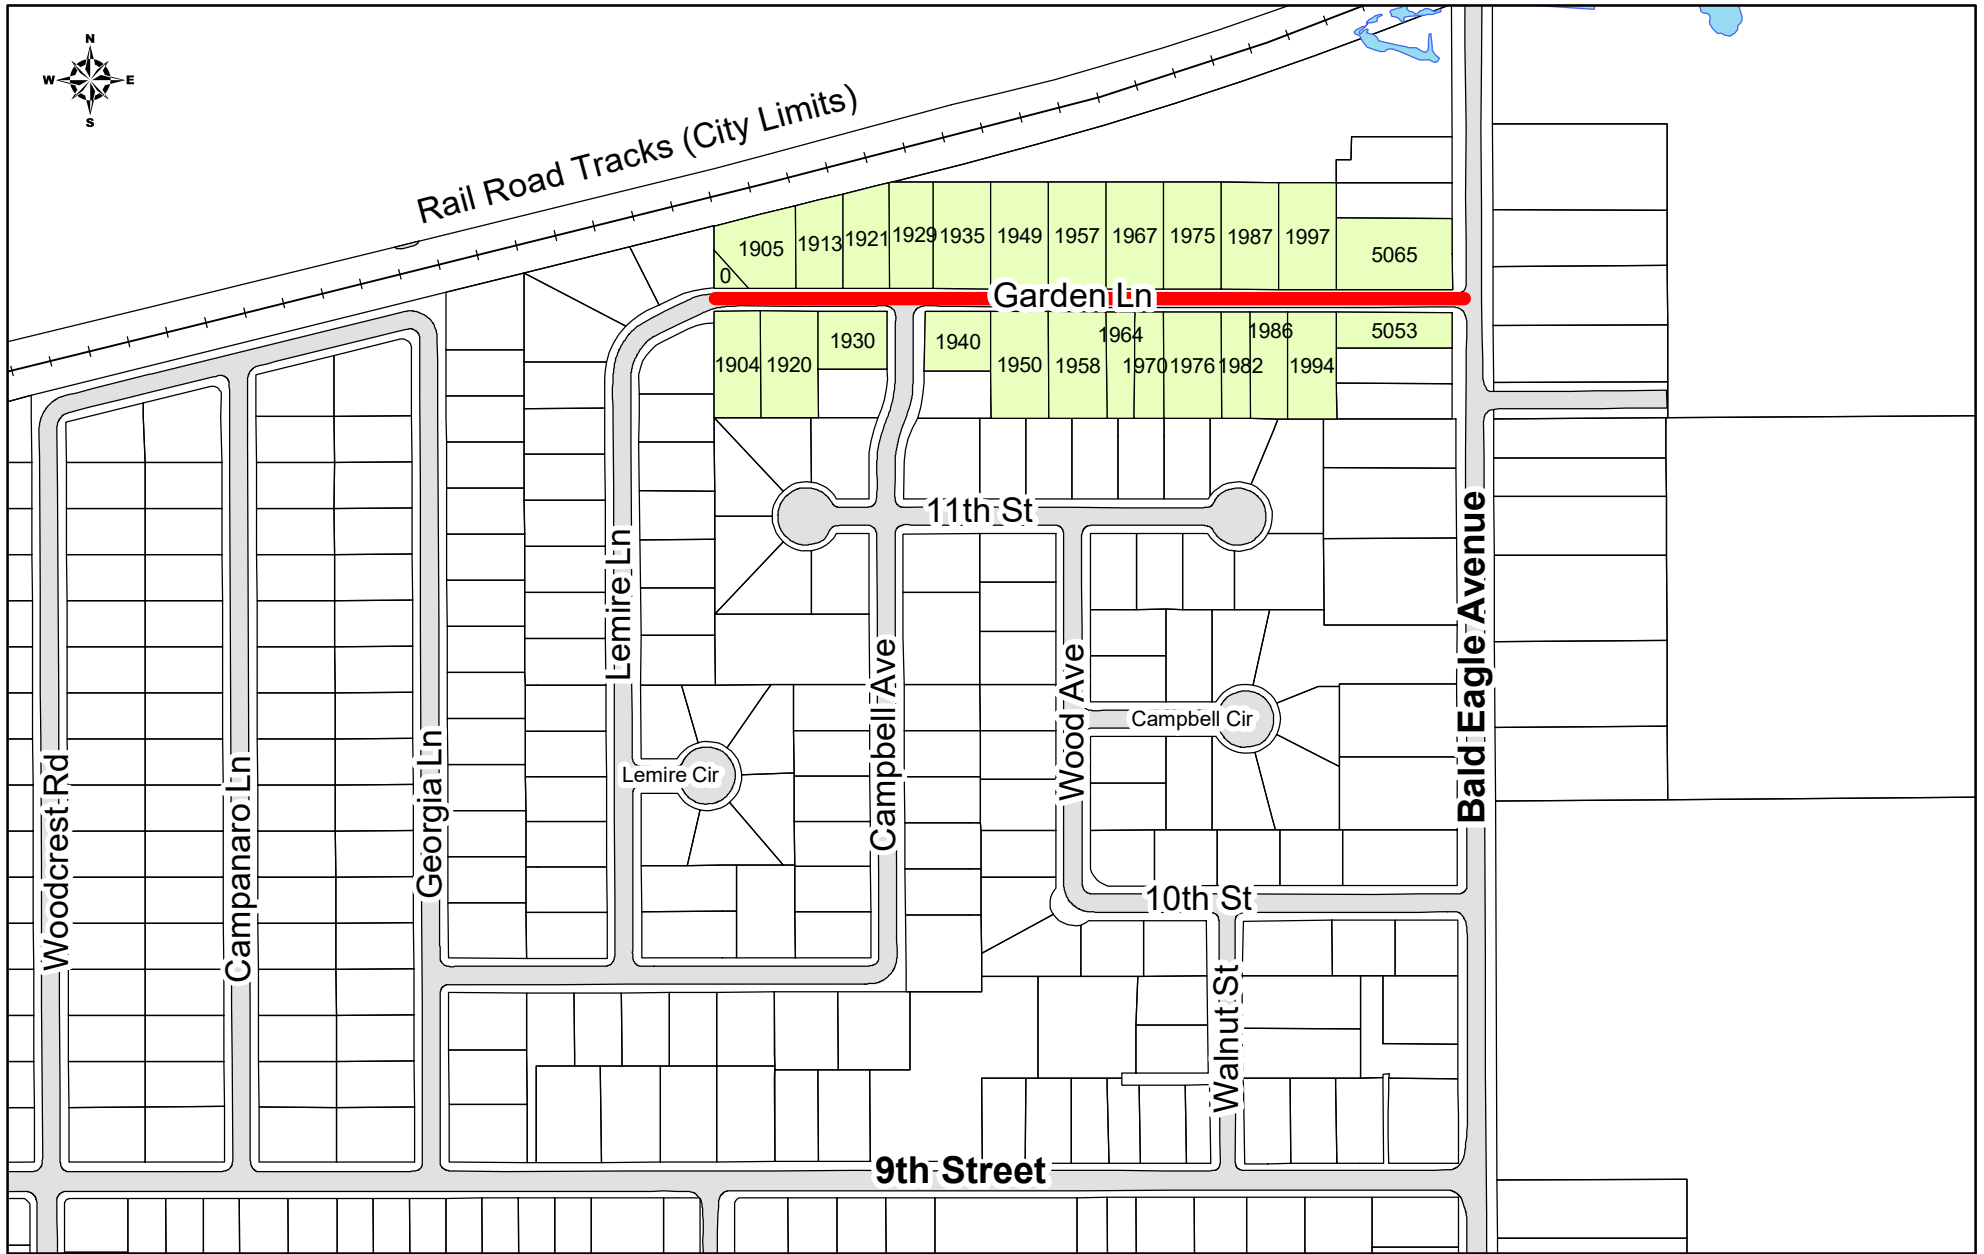 N
W E
S
Rail Road Tracks (City Limits)
1905 1913 1921 1929 1935 1949 1957 1967 1975 1987 1997 5065
0
Garden Ln
1904 1920 1930 1940 1950 1958 1964 1970 1976 1982 1986 1994 5053
11th St
Lemire Ln
Bald Eagle Avenue
Campbell Ave
Wood Ave
Campbell Cir
Lemire Cir
Georgia Ln
Woodcrest Rd
Campanaro Ln
10th St
Walnut St
9th Street